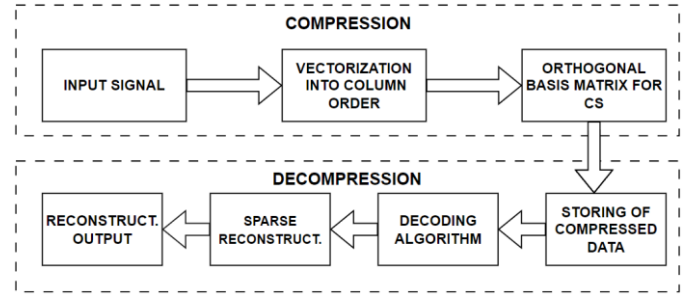 COMPRESSION
INPUT SIGNAL
VECTORIZATION
INTO COLUMN
ORDER
ORTHOGONAL
BASIS MATRIX FOR
CS
DECOMPRESSION
RECONSTRUCT.
OUTPUT
SPARSE
RECONSTRUCT.
DECODING
ALGORITHM
STORING OF
COMPRESSED
DATA